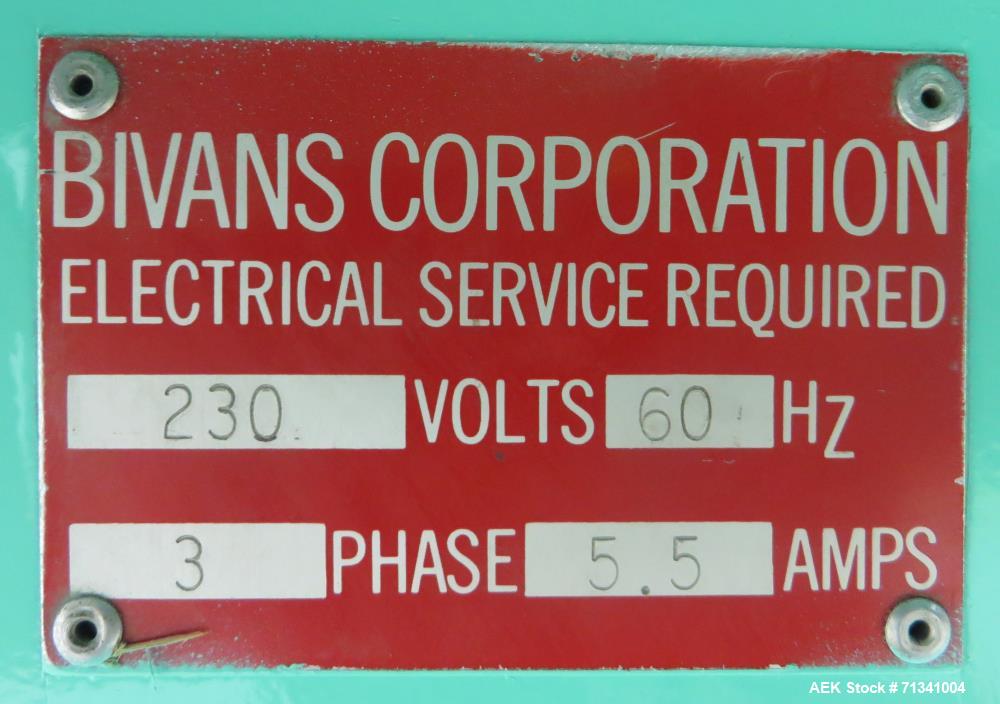 BIVANS CORPORATION
ELECTRICAL SERVICE REQUIRED
230 VOLTS 60 HZ
3 PHASE 5.5 AMPS
AEK Stock # 71341004